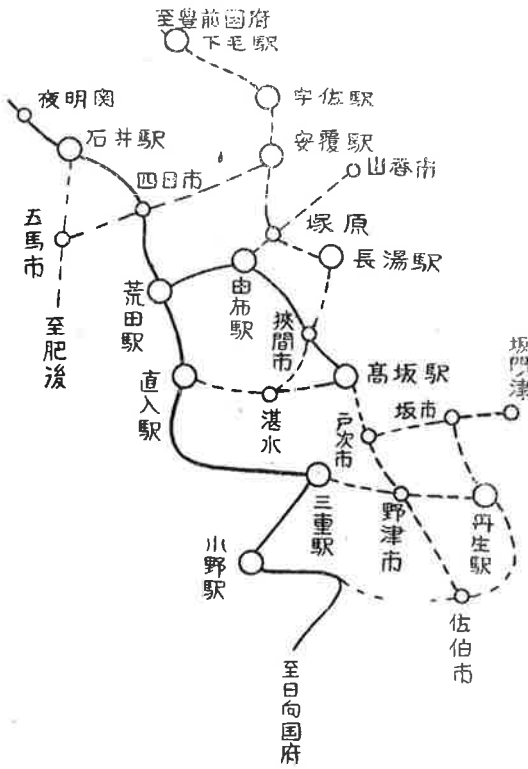 至豊前国府
下毛駅
宇佐駅
夜明関
石井駅
安覆駅
四日市
山香市
塚原
五馬市
長湯駅
由布駅
荒田駅
至肥後
狭間市
坂門ノ津
直入駅
高坂駅
湛水
坂市
戸次市
三重駅
野津市
丹生駅
小野駅
佐伯市
至日向国府